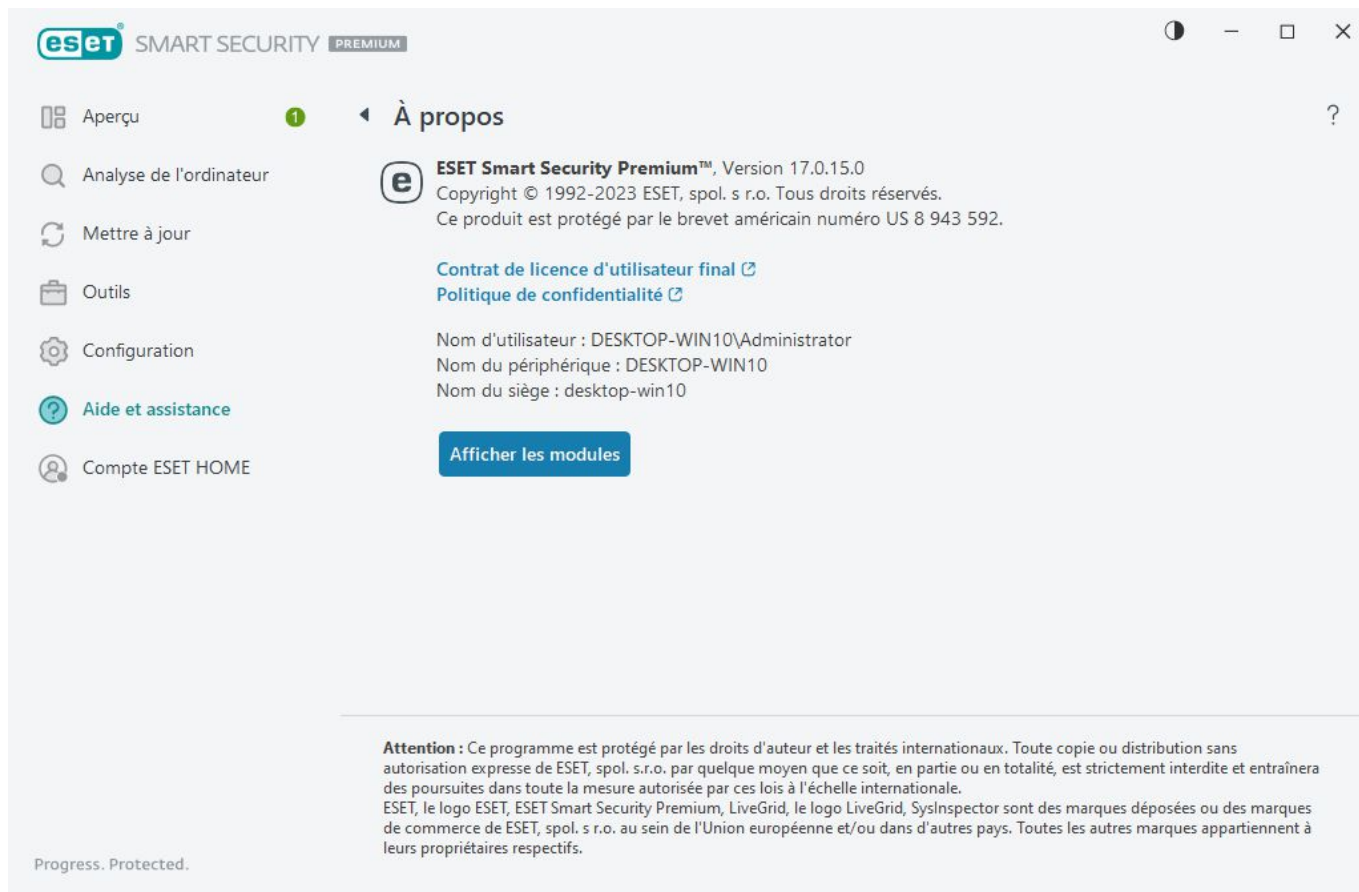 eset® SMART SECURITY PREMIUM
Aperçu 1
Analyse de l'ordinateur
Mettre à jour
Outils
Configuration
Aide et assistance
Compte ESET HOME
À propos ?
e
ESET Smart Security Premium™, Version 17.0.15.0
Copyright © 1992-2023 ESET, spol. s r.o. Tous droits réservés.
Ce produit est protégé par le brevet américain numéro US 8 943 592.
Contrat de licence d'utilisateur final
Politique de confidentialité
Nom d'utilisateur : DESKTOP-WIN10\Administrator
Nom du périphérique : DESKTOP-WIN10
Nom du siège : desktop-win10
Afficher les modules
Attention : Ce programme est protégé par les droits d'auteur et les traités internationaux. Toute copie ou distribution sans
autorisation expresse de ESET, spol. s.r.o. par quelque moyen que ce soit, en partie ou en totalité, est strictement interdite et entraînera
des poursuites dans toute la mesure autorisée par ces lois à l'échelle internationale.
ESET, le logo ESET, ESET Smart Security Premium, LiveGrid, le logo LiveGrid, SysInspector sont des marques déposées ou des marques
de commerce de ESET, spol. s r.o. au sein de l'Union européenne et/ou dans d'autres pays. Toutes les autres marques appartiennent à
leurs propriétaires respectifs.
Progress. Protected.